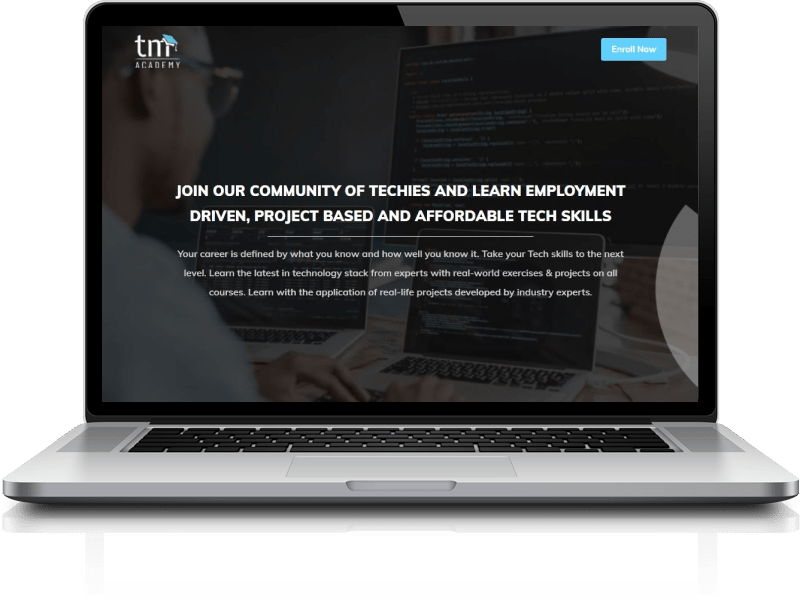 tm
ACADEMY
Enroll Now
JOIN OUR COMMUNITY OF TECHIES AND LEARN EMPLOYMENT
DRIVEN, PROJECT BASED AND AFFORDABLE TECH SKILLS
Your career is defined by what you know and how well you know it. Take your Tech skills to the next
level. Learn the latest in technology stack from experts with real-world exercises & projects on all
courses. Learn with the application of real-life projects developed by industry experts.